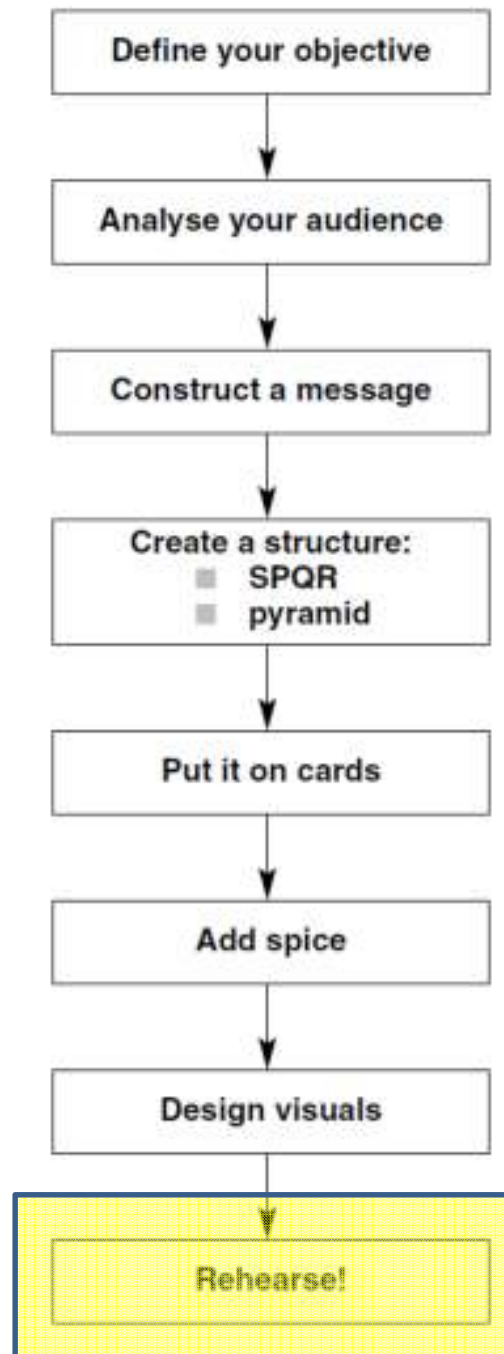 Define your objective
Analyse your audience
Construct a message
Create a structure:
SPQR
pyramid
Put it on cards
Add spice
Design visuals
Rehearse!